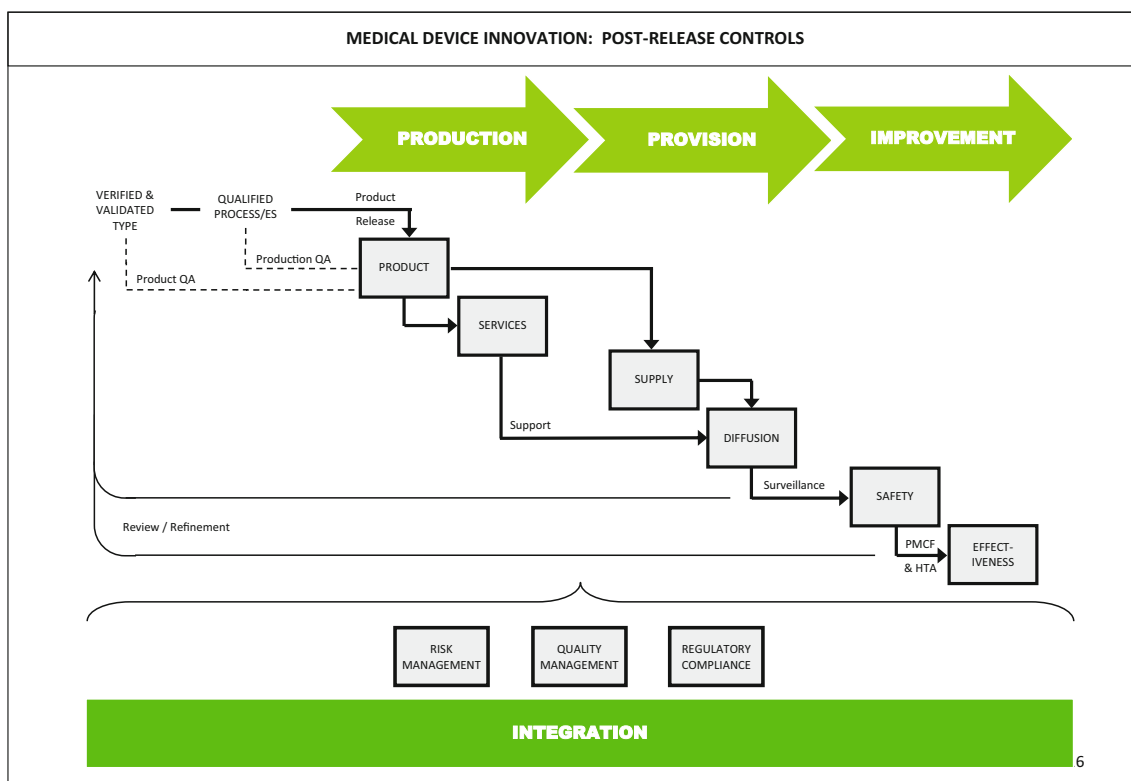 MEDICAL DEVICE INNOVATION: POST-RELEASE CONTROLS
PRODUCTION
PROVISION
IMPROVEMENT
VERIFIED &
VALIDATED
TYPE
QUALIFIED
PROCESS/ES
Product
Release
Production QA
Product QA
PRODUCT
SERVICES
SUPPLY
Support
DIFFUSION
Surveillance
SAFETY
Review / Refinement
PMCF
& HTA
EFFECT-
IVENESS
RISK
MANAGEMENT
QUALITY
MANAGEMENT
REGULATORY
COMPLIANCE
INTEGRATION
6